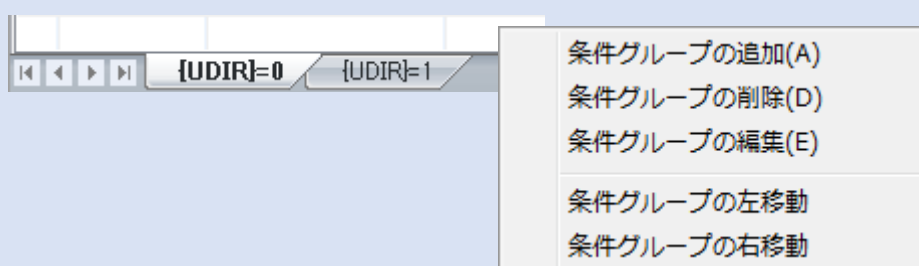 {UDIR}=0 {UDIR}=1
条件グループの追加(A)
条件グループの削除(D)
条件グループの編集(E)
条件グループの左移動
条件グループの右移動